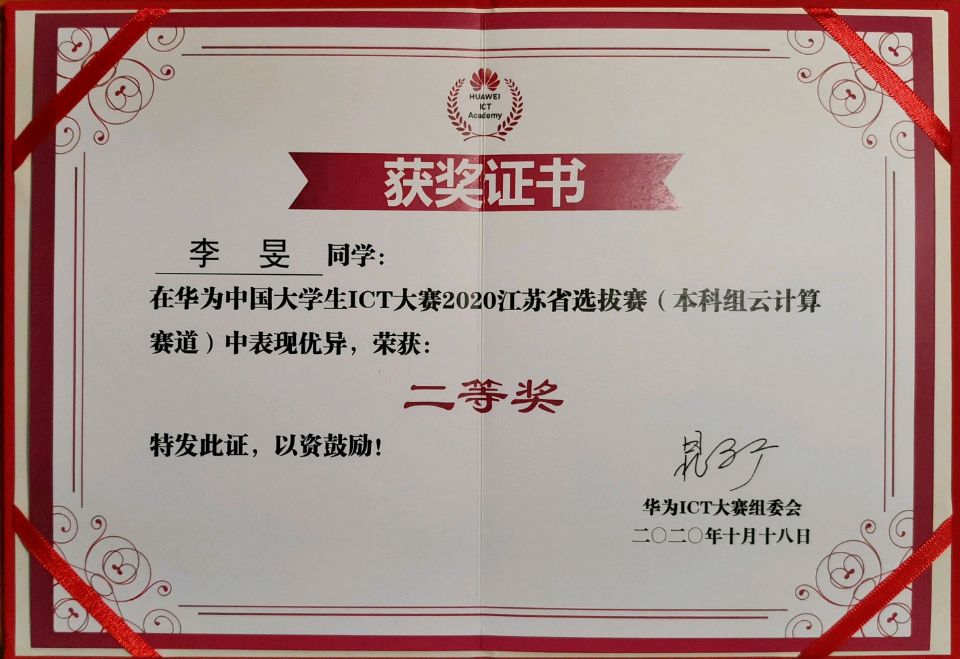 HUAWEI
ICT
Academy
获奖证书
李 旻 同学：
在华为中国大学生ICT大赛2020江苏省选拔赛（本科组云计算
赛道）中表现优异，荣获：
二等奖
特发此证，以资鼓励！
华为ICT大赛组委会
二〇二〇年十月十八日